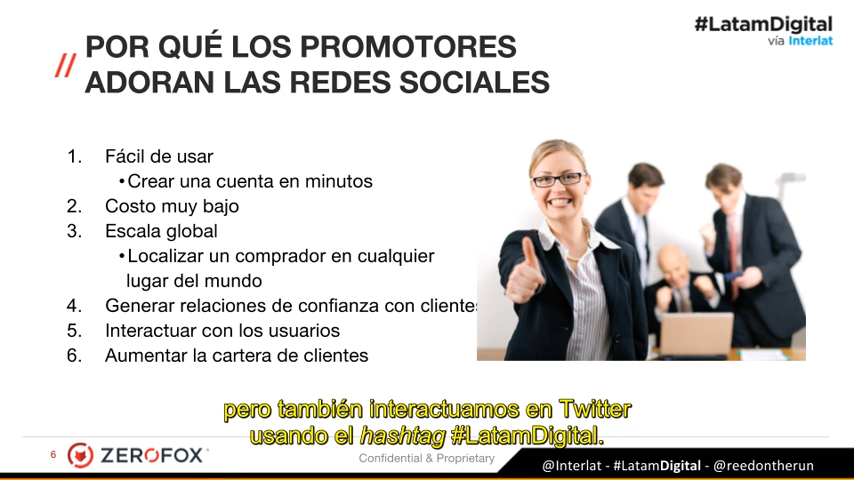 #LatamDigital
vía Interlat
// POR QUÉ LOS PROMOTORES
ADORAN LAS REDES SOCIALES
1. Fácil de usar
•Crear una cuenta en minutos
2. Costo muy bajo
3. Escala global
•Localizar un comprador en cualquier
lugar del mundo
4. Generar relaciones de confianza con clientes
5. Interactuar con los usuarios
6. Aumentar la cartera de clientes
pero también interactuamos en Twitter
usando el hashtag #LatamDigital.
6 ZEROFOX
Confidential & Proprietary
@Interlat - #LatamDigital - @reedontherun